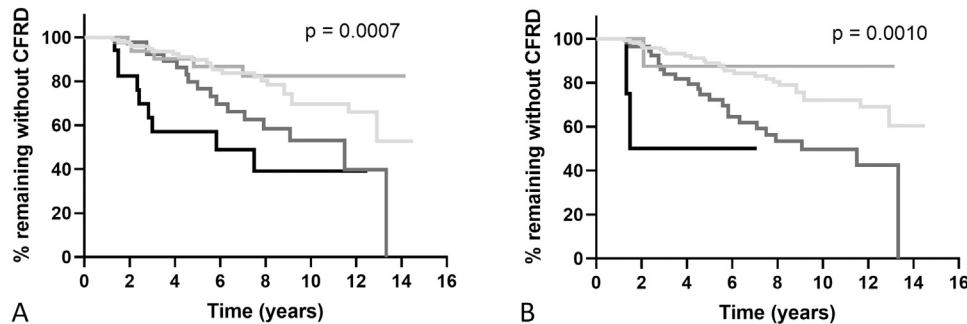 p = 0.0007
% remaining without CFRD
100
80
60
40
20
0
0 2 4 6 8 10 12 14 16
Time (years)
A
p = 0.0010
% remaining without CFRD
100
80
60
40
20
0
0 2 4 6 8 10 12 14 16
Time (years)
B